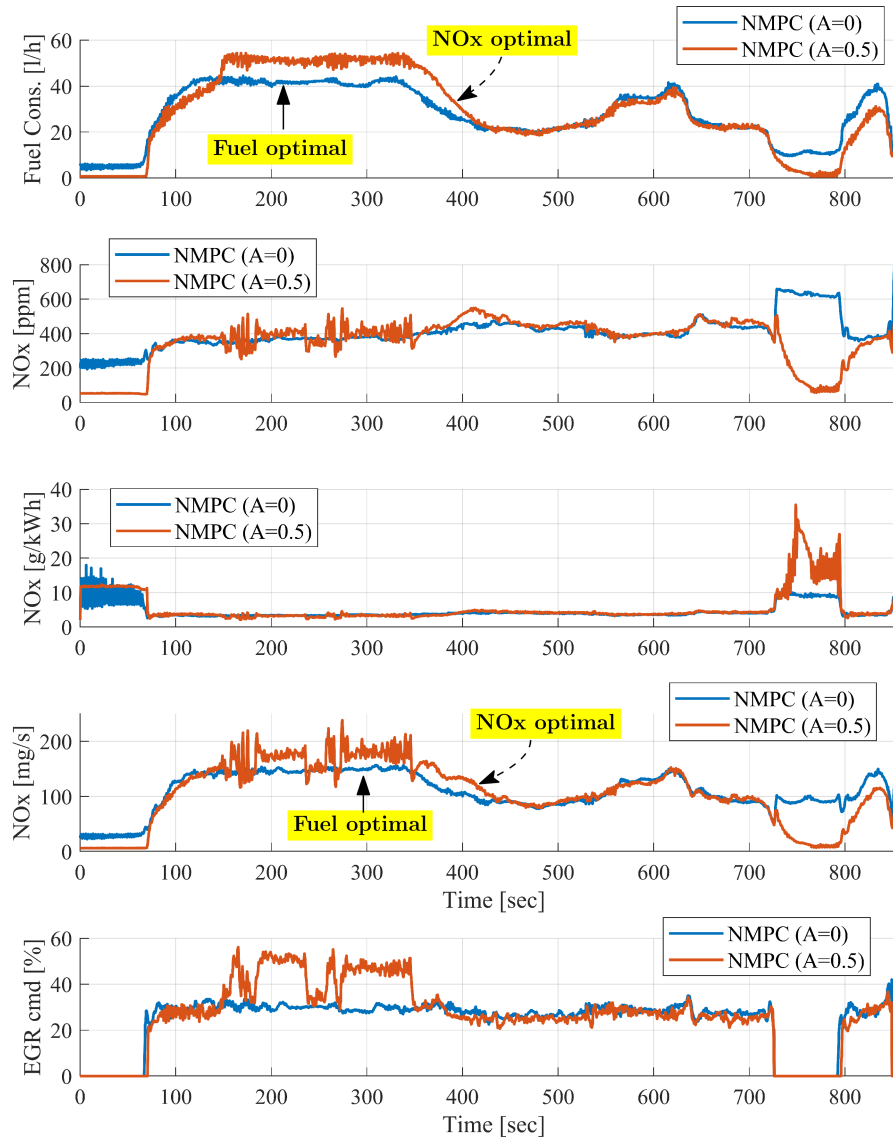 NMPC (A=0)
NMPC (A=0.5)
NOx optimal
Fuel optimal
Fuel Cons. [l/h]
60
40
20
0
0 100 200 300 400 500 600 700 800
NMPC (A=0)
NMPC (A=0.5)
NOx [ppm]
800
600
400
200
0
0 100 200 300 400 500 600 700 800
NMPC (A=0)
NMPC (A=0.5)
NOx [g/kWh]
40
30
20
10
0
0 100 200 300 400 500 600 700 800
NMPC (A=0)
NMPC (A=0.5)
NOx optimal
Fuel optimal
NOx [mg/s]
200
100
0
0 100 200 300 400 500 600 700 800
Time [sec]
NMPC (A=0)
NMPC (A=0.5)
EGR cmd [%]
60
40
20
0
0 100 200 300 400 500 600 700 800
Time [sec]